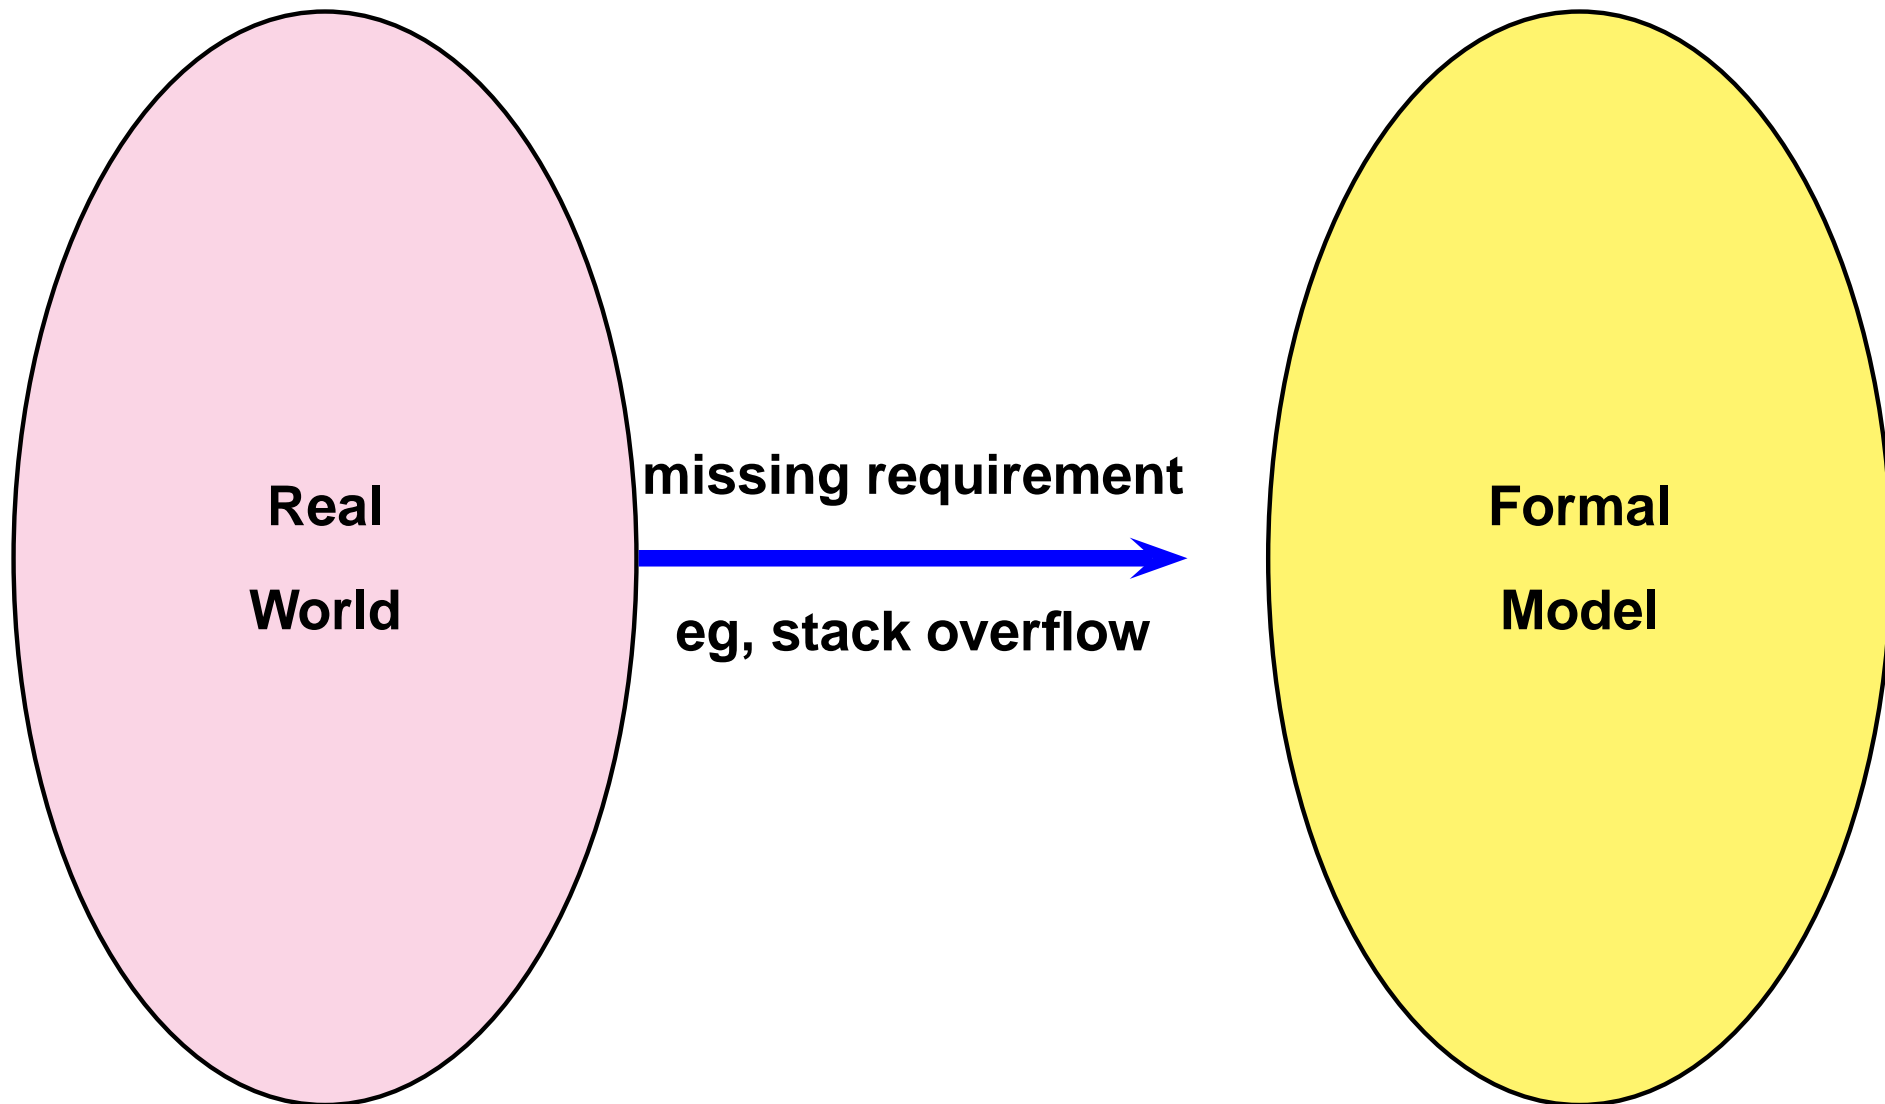 Real
World
missing requirement
eg, stack overflow
Formal
Model